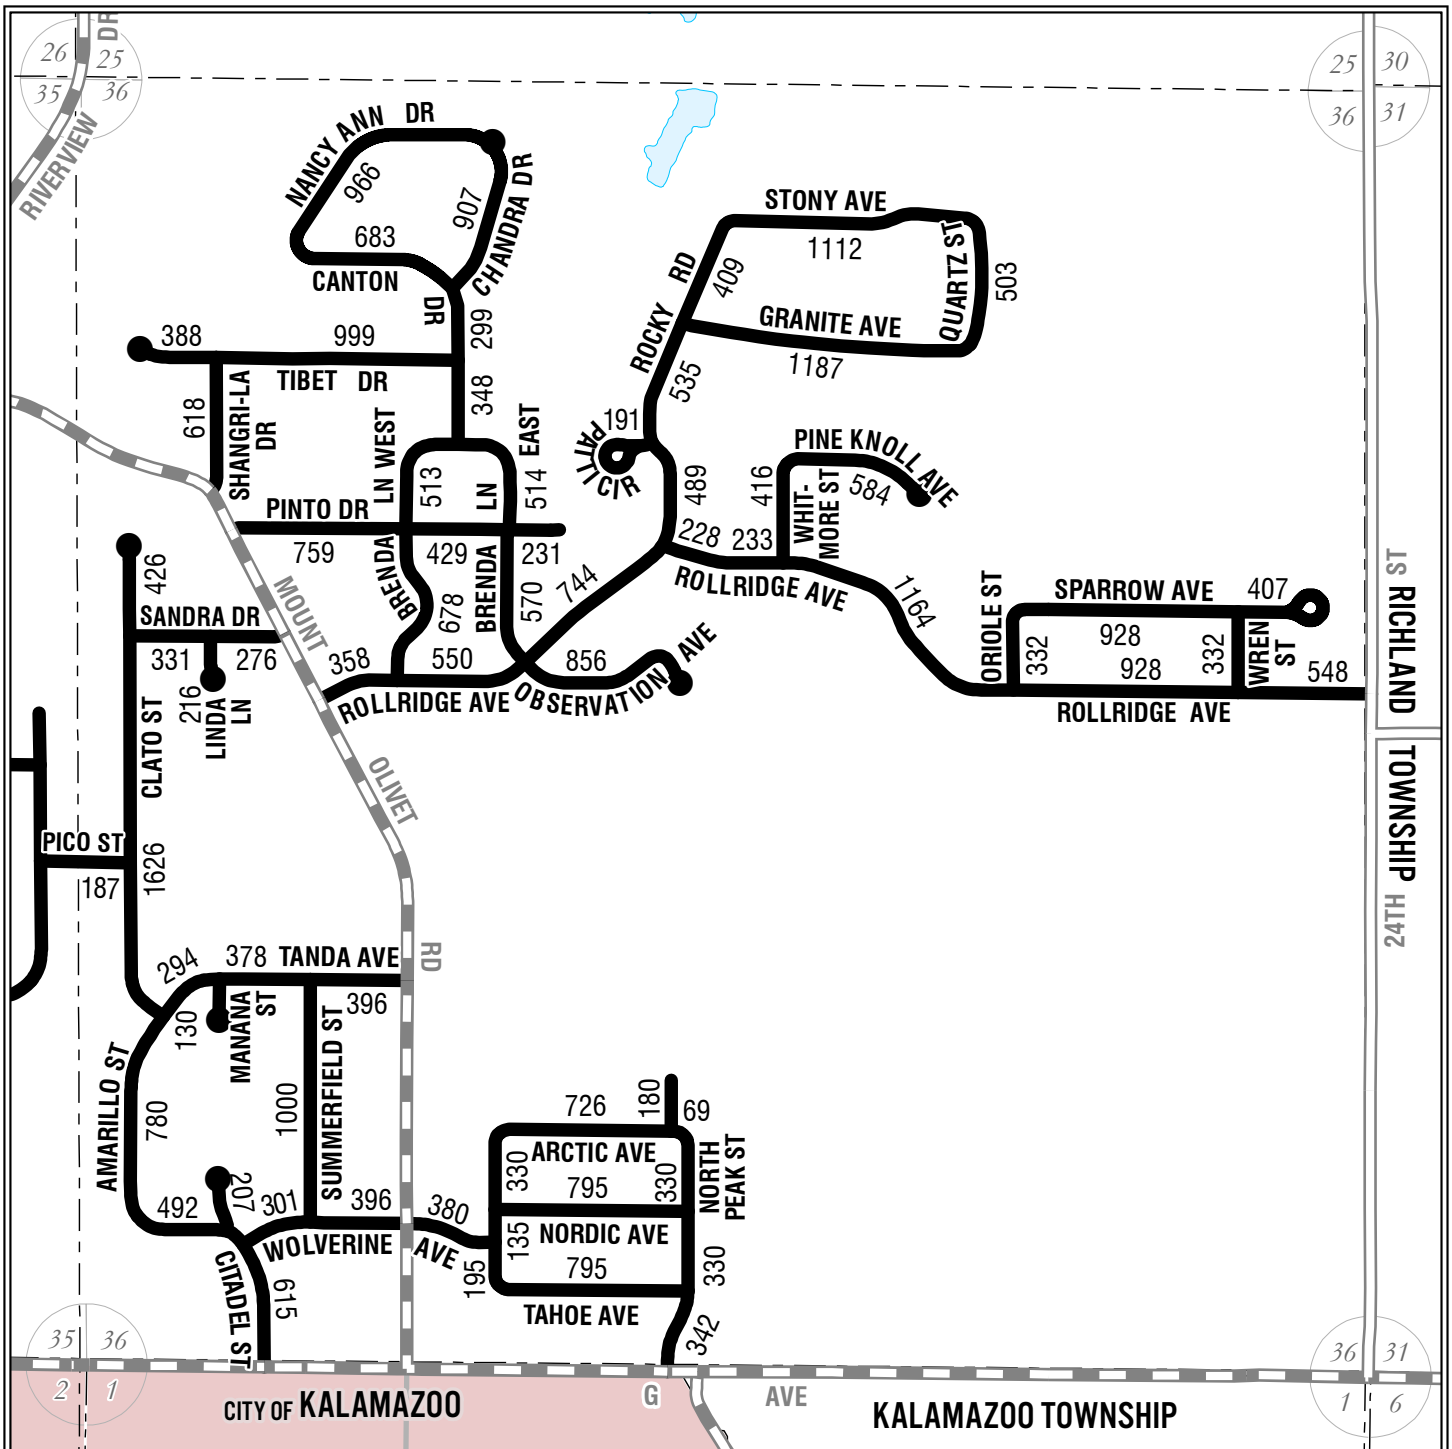 DR
26 25
35 36
RIVERVIEW
25 30
36 31
NANCY ANN DR
966
907
CHANDRA DR
683
CANTON DR
299
388
999
TIBET DR
348
618
SHANGRI-LA
DR
STONY AVE
1112
QUARTZ ST
503
409
ROCKY RD
GRANITE AVE
1187
535
191
PATILICIR
489
PINE KNOLL AVE
584
416
WHIT-
MORE ST
BRENDA LN WEST
513
BRENDA LN EAST
514
PINTO DR
759
429
231
678
570
744
228
233
ROLLRIDGE AVE
1164
426
SANDRA DR
331
276
216
LINDA
LN
MOUNT OLIVET RD
358
550
856
ROLLRIDGE AVE
OBSERVATION AVE
ORIOLE ST
332
SPARROW AVE
407
928
332
WREN
ST
928
548
ROLLRIDGE AVE
24TH ST
RICHLAND TOWNSHIP
CLATO ST
1626
PICO ST
187
294
378
TANDA AVE
396
130
MANANA
ST
SUMMERFIELD ST
1000
AMARILLO ST
780
492
207
301
396
380
WOLVERINE AVE
CITADEL ST
615
726
180
69
ARCTIC AVE
330
330
795
NORTH
PEAK ST
NORDIC AVE
135
795
330
195
TAHOE AVE
342
35 36
2 1
36 31
1 6
CITY OF KALAMAZOO
G AVE
KALAMAZOO TOWNSHIP